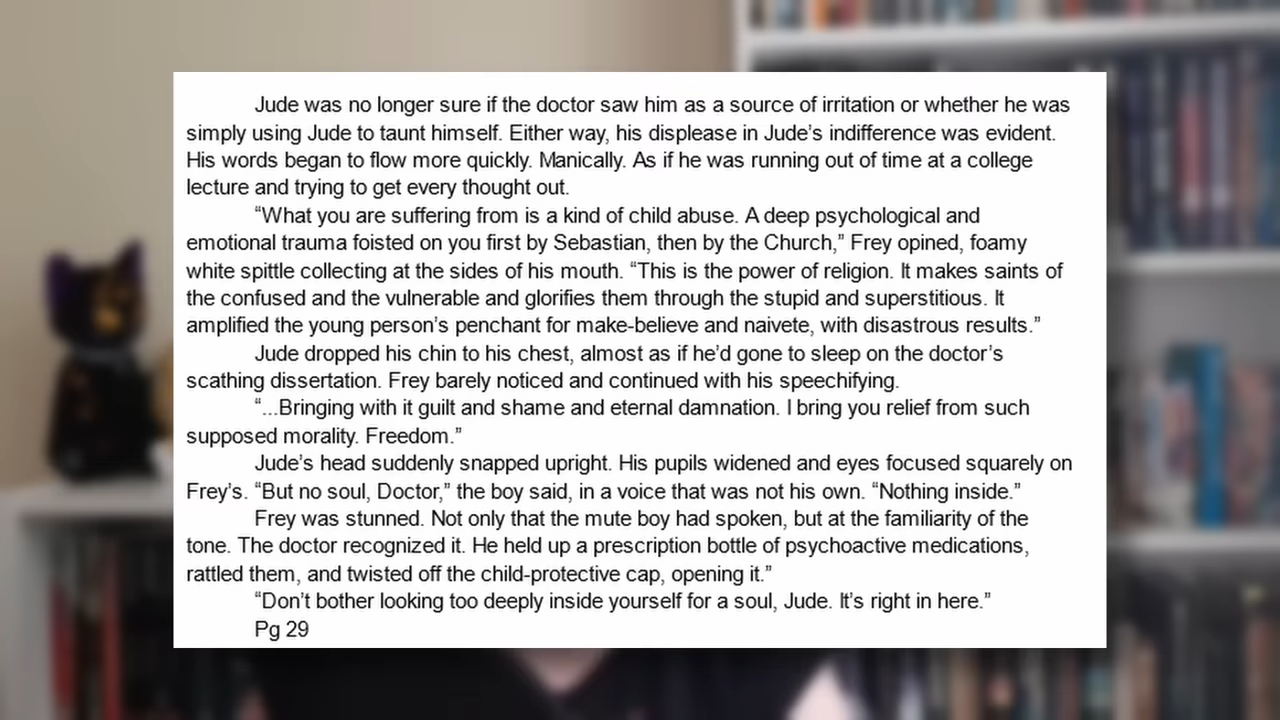 Jude was no longer sure if the doctor saw him as a source of irritation or whether he was
simply using Jude to taunt himself. Either way, his displease in Jude’s indifference was evident.
His words began to flow more quickly. Manically. As if he was running out of time at a college
lecture and trying to get every thought out.
“What you are suffering from is a kind of child abuse. A deep psychological and
emotional trauma foisted on you first by Sebastian, then by the Church,” Frey opined, foamy
white spittle collecting at the sides of his mouth. “This is the power of religion. It makes saints of
the confused and the vulnerable and glorifies them through the stupid and superstitious. It
amplified the young person’s penchant for make-believe and naivete, with disastrous results.”
Jude dropped his chin to his chest, almost as if he’d gone to sleep on the doctor’s
scathing dissertation. Frey barely noticed and continued with his speechifying.
“...Bringing with it guilt and shame and eternal damnation. I bring you relief from such
supposed morality. Freedom.”
Jude’s head suddenly snapped upright. His pupils widened and eyes focused squarely on
Frey’s. “But no soul, Doctor,” the boy said, in a voice that was not his own. “Nothing inside.”
Frey was stunned. Not only that the mute boy had spoken, but at the familiarity of the
tone. The doctor recognized it. He held up a prescription bottle of psychoactive medications,
rattled them, and twisted off the child-protective cap, opening it.”
“Don’t bother looking too deeply inside yourself for a soul, Jude. It’s right in here.”
Pg 29